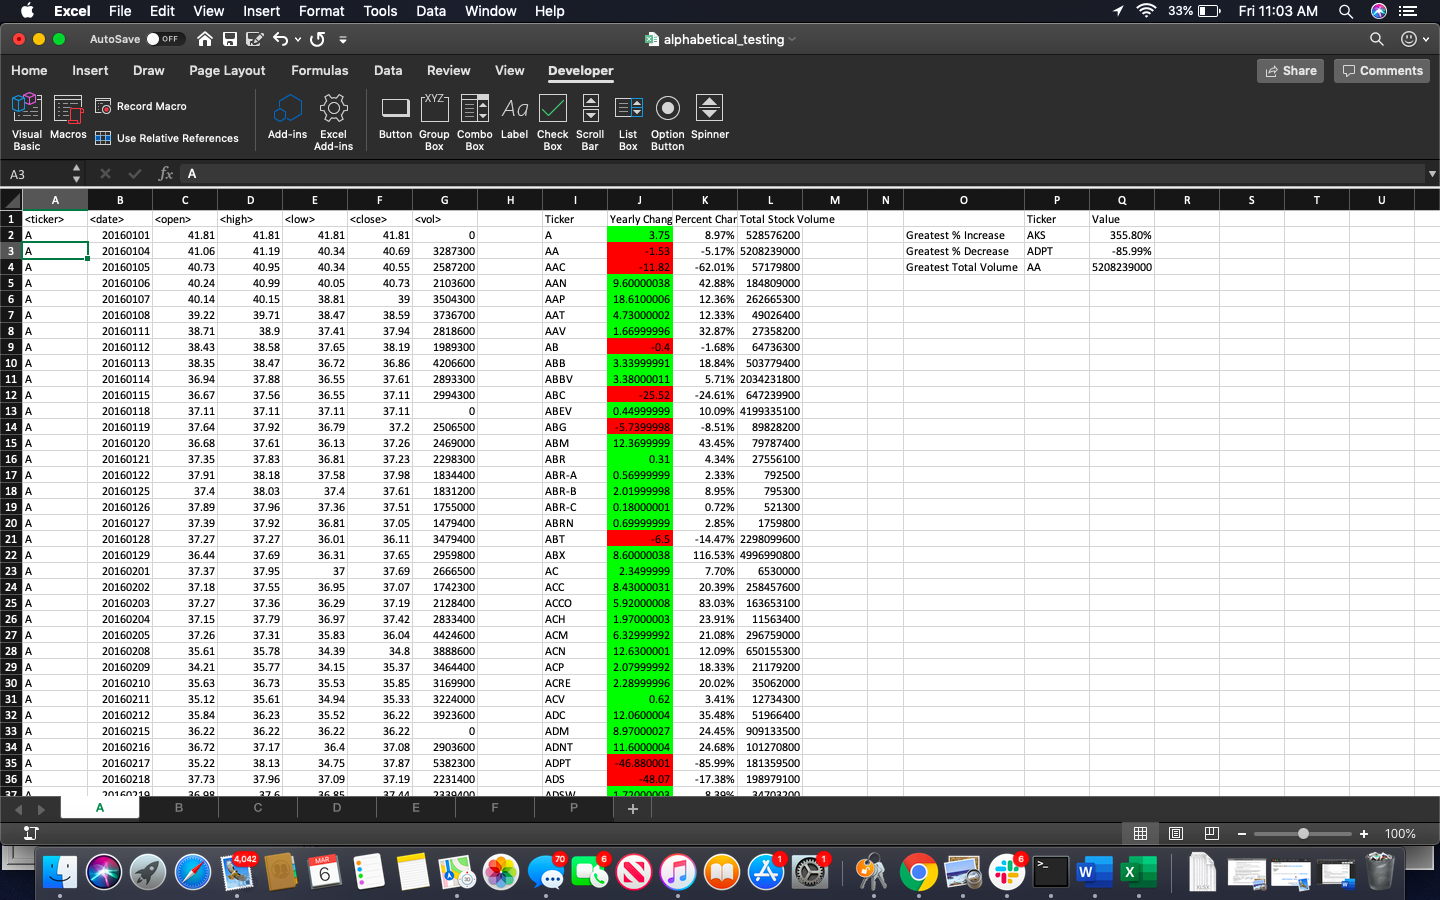 Excel File Edit View Insert Format Tools Data Window Help 33% Fri 11:03 AM
AutoSave OFF alphabetical_testing
Home Insert Draw Page Layout Formulas Data Review View Developer Share Comments
Visual Basic Macros Record Macro Use Relative References Add-ins Excel Add-ins Button XYZ Group Box Combo Box Aa Label Check Box Scroll Bar List Box Option Button Spinner
A3 fx A
A B C D E F G H I J K L M N O P Q R S T U
1 <ticker> <date> <open> <high> <low> <close> <vol> Ticker Yearly Chang Percent Char Total Stock Volume Ticker Value
2 A 20160101 41.81 41.81 41.81 41.81 0 A 3.75 8.97% 528576200 Greatest % Increase AKS 355.80%
3 A 20160104 41.06 41.19 40.34 40.69 3287300 AA -1.53 -5.17% 5208239000 Greatest % Decrease ADPT -85.99%
4 A 20160105 40.73 40.95 40.34 40.55 2587200 AAC -11.82 -62.01% 57179800 Greatest Total Volume AA 5208239000
5 A 20160106 40.24 40.99 40.05 40.73 2103600 AAN 9.60000038 42.88% 184809000
6 A 20160107 40.14 40.15 38.81 39 3504300 AAP 18.6100006 12.36% 262665300
7 A 20160108 39.22 39.71 38.47 38.59 3736700 AAT 4.73000002 12.33% 49026400
8 A 20160111 38.71 38.9 37.41 37.94 2818600 AAV 1.66999996 32.87% 27358200
9 A 20160112 38.43 38.58 37.65 38.19 1989300 AB -0.4 -1.68% 64736300
10 A 20160113 38.35 38.47 36.72 36.86 4206600 ABB 3.33999991 18.84% 503779400
11 A 20160114 36.94 37.88 36.55 37.61 2893300 ABBV 3.38000011 5.71% 2034231800
12 A 20160115 36.67 37.56 36.55 37.11 2994300 ABC -25.52 -24.61% 647239900
13 A 20160118 37.11 37.11 37.11 37.11 0 ABEV 0.44999999 10.09% 4199335100
14 A 20160119 37.64 37.92 36.79 37.2 2506500 ABG -5.7399998 -8.51% 89828200
15 A 20160120 36.68 37.61 36.13 37.26 2469000 ABM 12.3699999 43.45% 79787400
16 A 20160121 37.35 37.83 36.81 37.23 2298300 ABR 0.31 4.34% 27556100
17 A 20160122 37.91 38.18 37.58 37.98 1834400 ABR-A 0.56999999 2.33% 792500
18 A 20160125 37.4 38.03 37.4 37.61 1831200 ABR-B 2.01999998 8.95% 795300
19 A 20160126 37.89 37.96 37.36 37.51 1755000 ABR-C 0.18000001 0.72% 521300
20 A 20160127 37.39 37.92 36.81 37.05 1479400 ABRN 0.69999999 2.85% 1759800
21 A 20160128 37.27 37.27 36.01 36.11 3479400 ABT -6.5 -14.47% 2298099600
22 A 20160129 36.44 37.69 36.31 37.65 2959800 ABX 8.60000038 116.53% 4996990800
23 A 20160201 37.37 37.95 37 37.69 2666500 AC 2.3499999 7.70% 6530000
24 A 20160202 37.18 37.55 36.95 37.07 1742300 ACC 8.43000031 20.39% 258457600
25 A 20160203 37.27 37.36 36.29 37.19 2128400 ACCO 5.92000008 83.03% 163653100
26 A 20160204 37.15 37.79 36.97 37.42 2833400 ACH 1.97000003 23.91% 11563400
27 A 20160205 37.26 37.31 35.83 36.04 4424600 ACM 6.32999992 21.08% 296759000
28 A 20160208 35.61 35.78 34.39 34.8 3888600 ACN 12.6300001 12.09% 650155300
29 A 20160209 34.21 35.77 34.15 35.37 3464400 ACP 2.07999992 18.33% 21179200
30 A 20160210 35.63 36.73 35.53 35.85 3169900 ACRE 2.28999996 20.02% 35062000
31 A 20160211 35.12 35.61 34.94 35.33 3224000 ACV 0.62 3.41% 12734300
32 A 20160212 35.84 36.23 35.52 36.22 3923600 ADC 12.0600004 35.48% 51966400
33 A 20160215 36.22 36.22 36.22 36.22 0 ADM 8.97000027 24.45% 909133500
34 A 20160216 36.72 37.17 36.4 37.08 2903600 ADNT 11.6000004 24.68% 101270800
35 A 20160217 35.22 38.13 34.75 37.87 5382300 ADPT -46.880001 -85.99% 181359500
36 A 20160218 37.73 37.96 37.09 37.19 2231400 ADS -48.07 -17.38% 198979100
37 A 20160219 36.98 37.6 36.85 37.44 2339400 ADSW 1.72000003 8.39% 34703200
A B C D E F P +
100%
4,042 MAR 6 70 6 1 1 6 >_ W X